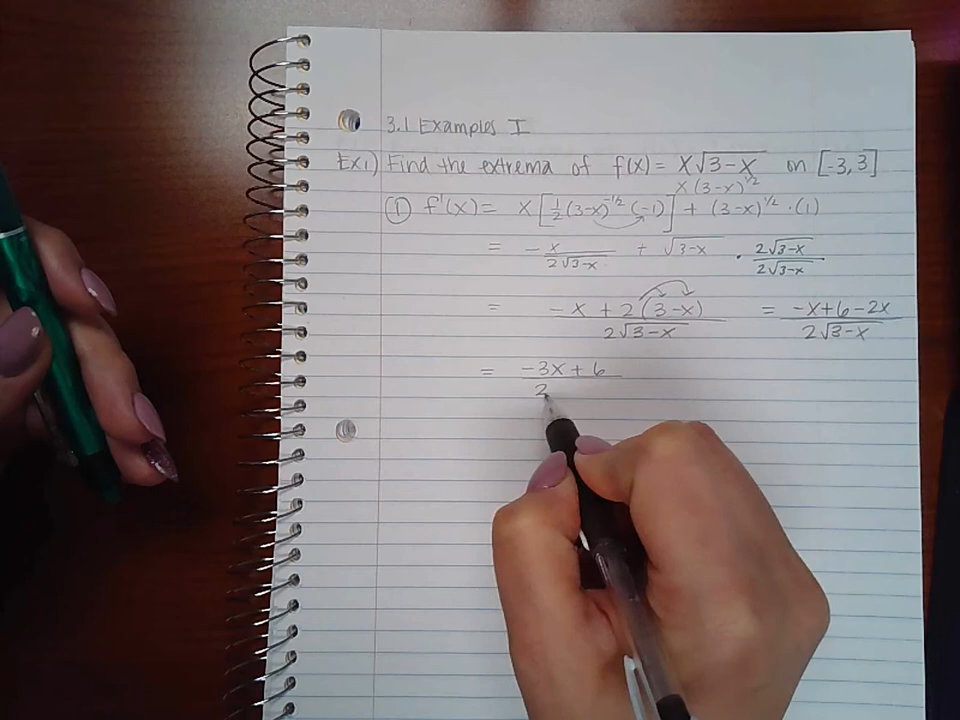 3.1 Examples I
Ex1) Find the extrema of f(x) = x√3-x on [-3,3]
x(3-x)^1/2
① f'(x) = x [ 1/2 (3-x)^-1/2 (-1) ] + (3-x)^1/2 · (1)
= - x / 2√3-x + √3-x · 2√3-x / 2√3-x
= -x + 2(3-x) / 2√3-x = -x+6-2x / 2√3-x
= -3x + 6 / 2